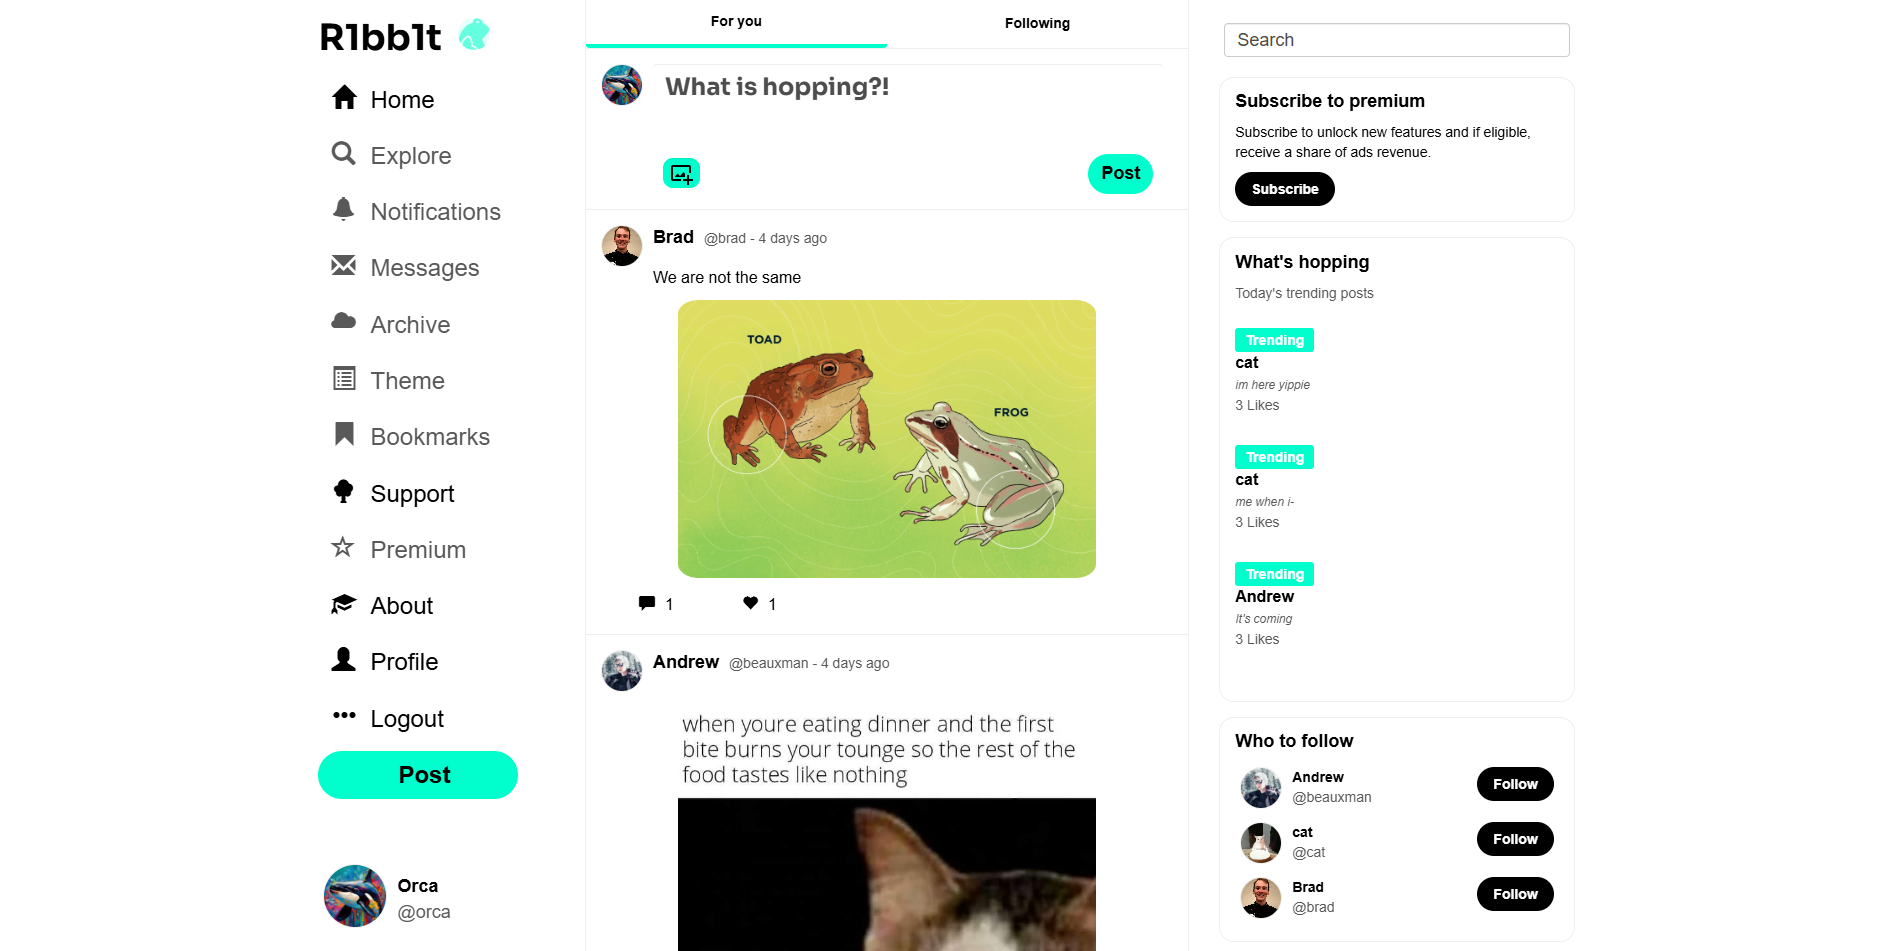 R1bb1t
Home
Explore
Notifications
Messages
Archive
Theme
Bookmarks
Support
Premium
About
Profile
Logout
Post
Orca
@orca
For you
Following
What is hopping?!
Post
Brad @brad - 4 days ago
We are not the same
TOAD
FROG
1 1
Andrew @beauxman - 4 days ago
when youre eating dinner and the first
bite burns your tounge so the rest of the
food tastes like nothing
Search
Subscribe to premium
Subscribe to unlock new features and if eligible,
receive a share of ads revenue.
Subscribe
What's hopping
Today's trending posts
Trending
cat
im here yippie
3 Likes
Trending
cat
me when i-
3 Likes
Trending
Andrew
It's coming
3 Likes
Who to follow
Andrew
@beauxman
Follow
cat
@cat
Follow
Brad
@brad
Follow